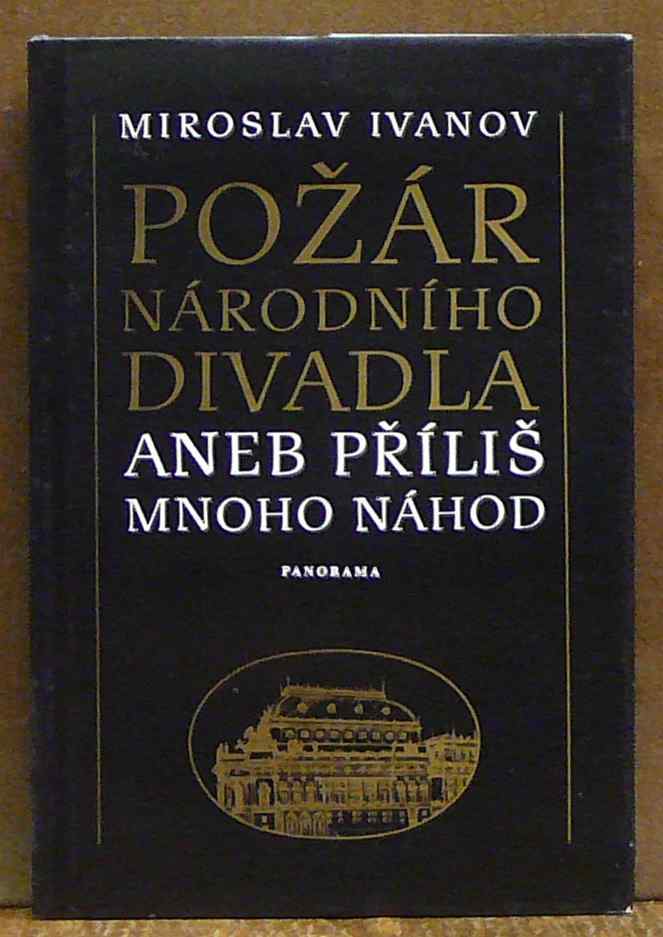 MIROSLAV IVANOV
POŽÁR
NÁRODNÍHO
DIVADLA
ANEB PŘÍLIŠ
MNOHO NÁHOD
PANORAMA